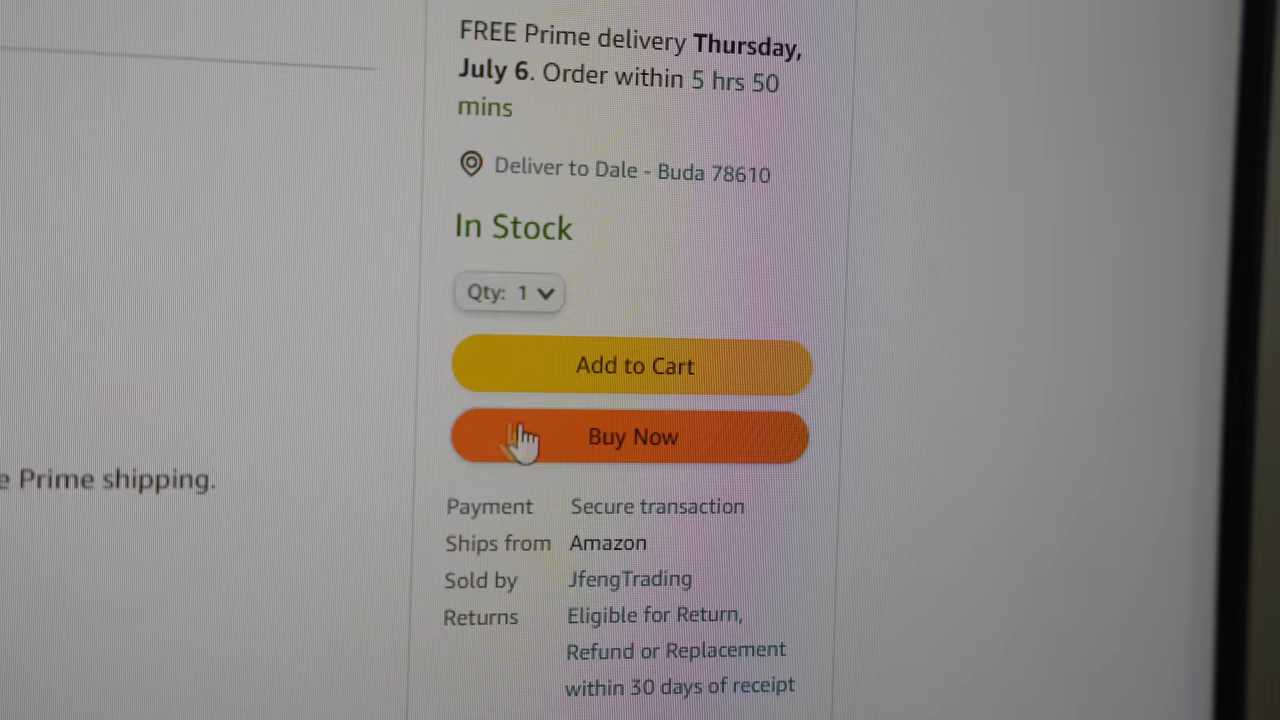 FREE Prime delivery Thursday,
July 6. Order within 5 hrs 50
mins
Deliver to Dale - Buda 78610
In Stock
Qty: 1
Add to Cart
Buy Now
e Prime shipping.
Payment Secure transaction
Ships from Amazon
Sold by JfengTrading
Returns Eligible for Return,
Refund or Replacement
within 30 days of receipt